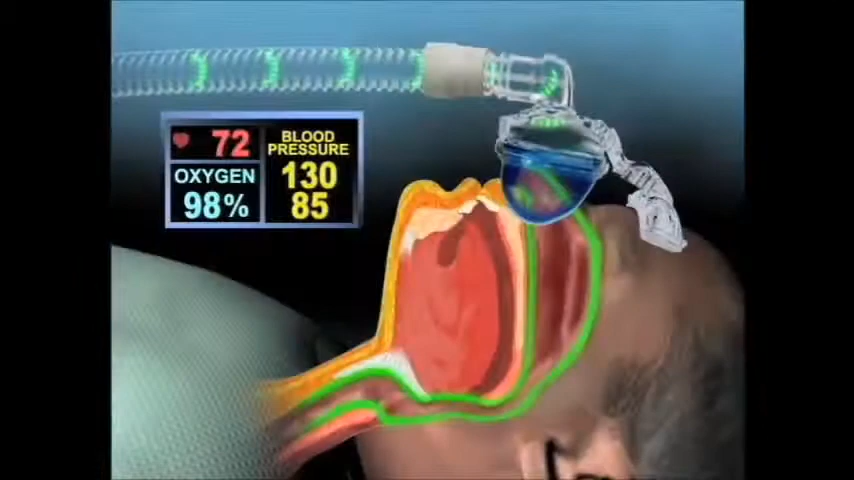 72
OXYGEN
98%
BLOOD
PRESSURE
130
85